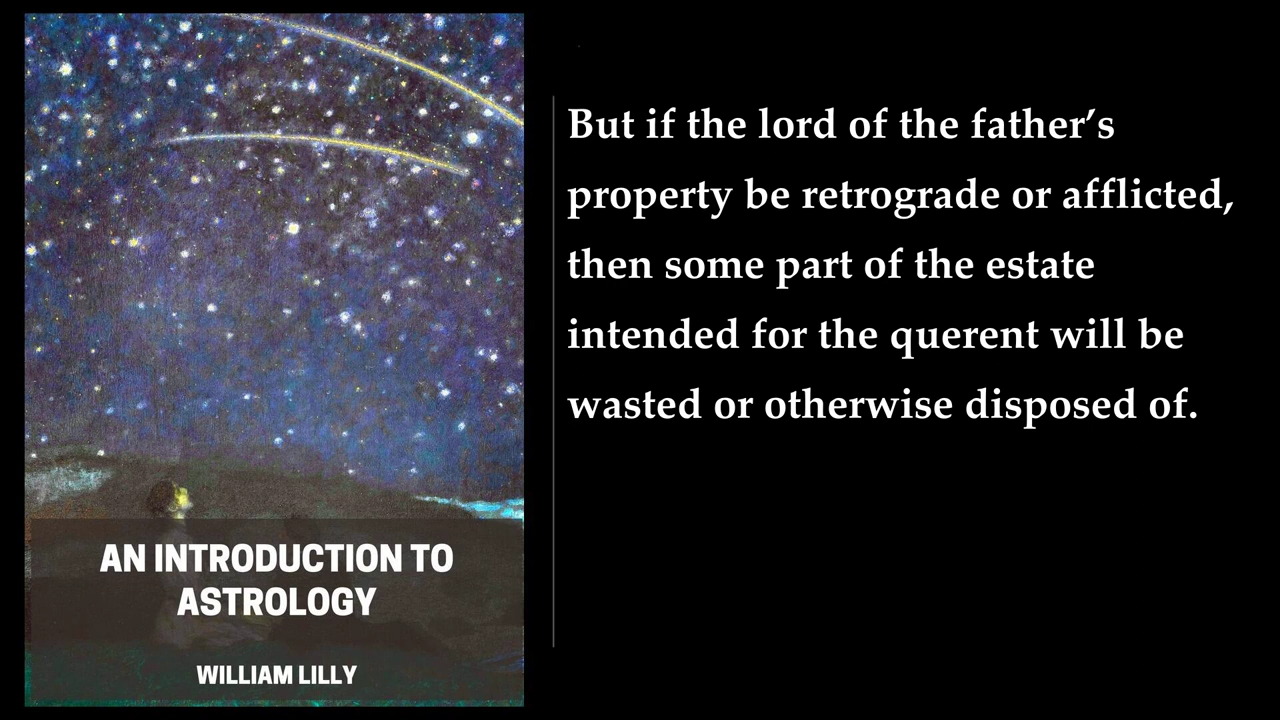 AN INTRODUCTION TO
ASTROLOGY
WILLIAM LILLY
But if the lord of the father’s
property be retrograde or afflicted,
then some part of the estate
intended for the querent will be
wasted or otherwise disposed of.